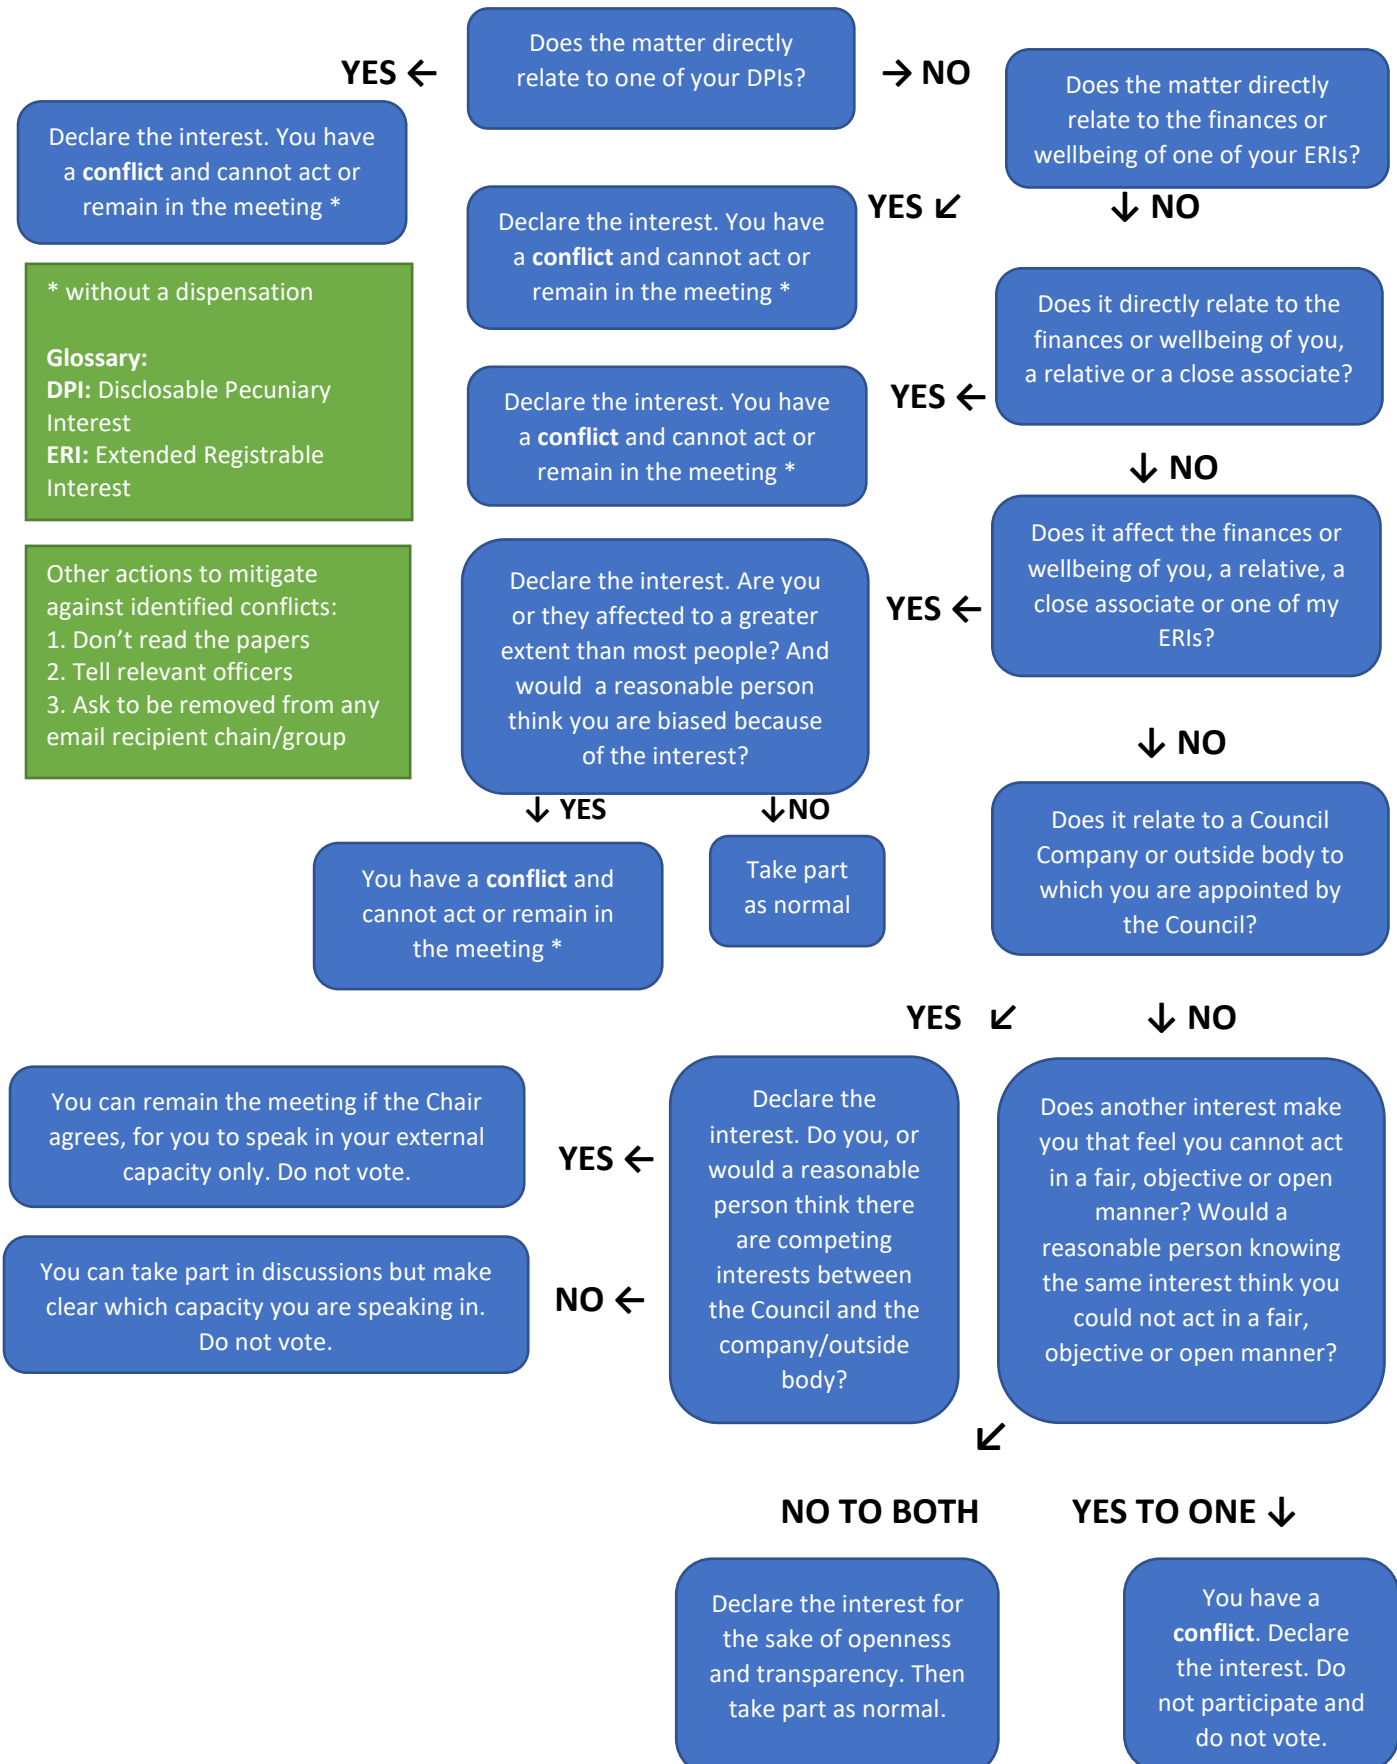 Does the matter directly
relate to one of your DPIs?
YES ←
→ NO
Does the matter directly
relate to the finances or
wellbeing of one of your ERIs?
Declare the interest. You have
a conflict and cannot act or
remain in the meeting *
YES ↙
↓ NO
Declare the interest. You have
a conflict and cannot act or
remain in the meeting *
* without a dispensation
Glossary:
DPI: Disclosable Pecuniary
Interest
ERI: Extended Registrable
Interest
Does it directly relate to the
finances or wellbeing of you,
a relative or a close associate?
YES ←
Declare the interest. You have
a conflict and cannot act or
remain in the meeting *
↓ NO
Does it affect the finances or
wellbeing of you, a relative, a
close associate or one of my
ERIs?
YES ←
Declare the interest. Are you
or they affected to a greater
extent than most people? And
would a reasonable person
think you are biased because
of the interest?
Other actions to mitigate
against identified conflicts:
1. Don’t read the papers
2. Tell relevant officers
3. Ask to be removed from any
email recipient chain/group
↓ NO
↓ YES
↓NO
You have a conflict and
cannot act or remain in
the meeting *
Take part
as normal
Does it relate to a Council
Company or outside body to
which you are appointed by
the Council?
YES ↙
↓ NO
Declare the
interest. Do you, or
would a reasonable
person think there
are competing
interests between
the Council and the
company/outside
body?
Does another interest make
you that feel you cannot act
in a fair, objective or open
manner? Would a
reasonable person knowing
the same interest think you
could not act in a fair,
objective or open manner?
YES ←
You can remain the meeting if the Chair
agrees, for you to speak in your external
capacity only. Do not vote.
NO ←
You can take part in discussions but make
clear which capacity you are speaking in.
Do not vote.
↙
NO TO BOTH
YES TO ONE ↓
Declare the interest for
the sake of openness
and transparency. Then
take part as normal.
You have a
conflict. Declare
the interest. Do
not participate and
do not vote.